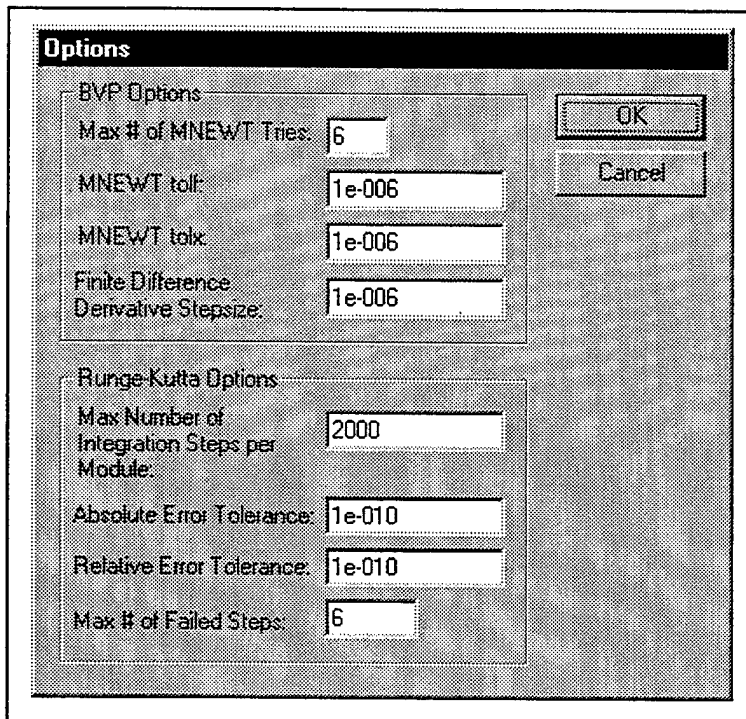 Options
BVP Options
Max # of MNEWT Tries: 6
MNEWT tolf: 1e-006
MNEWT tolx: 1e-006
Finite Difference
Derivative Stepsize: 1e-006
OK
Cancel
Runge-Kutta Options
Max Number of
Integration Steps per
Module: 2000
Absolute Error Tolerance: 1e-010
Relative Error Tolerance: 1e-010
Max # of Failed Steps: 6